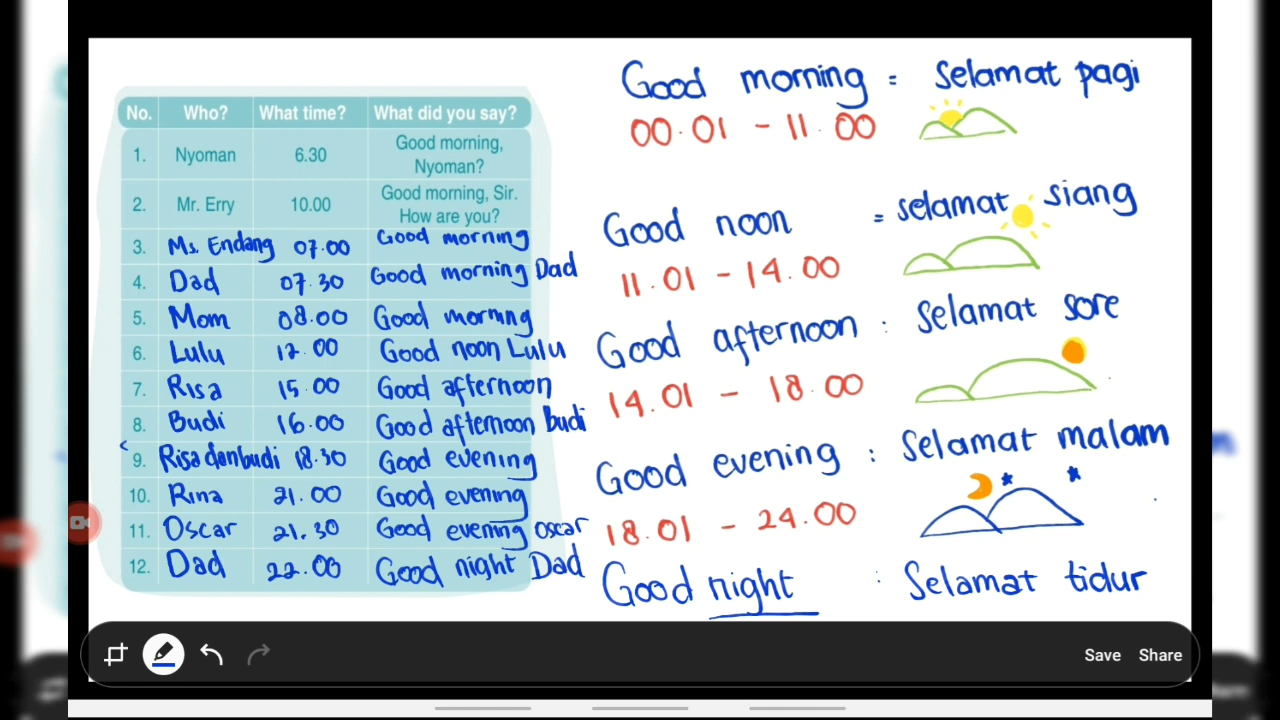 No. Who? What time? What did you say?
1. Nyoman 6.30 Good morning,
Nyoman?
2. Mr. Erry 10.00 Good morning, Sir.
How are you?
3. Ms. Endang 07.00 Good morning
4. Dad 07.30 Good morning Dad
5. Mom 08.00 Good morning
6. Lulu 12.00 Good noon Lulu
7. Risa 15.00 Good afternoon
8. Budi 16.00 Good afternoon budi
9. Risa dan budi 18.30 Good evening
10. Rina 21.00 Good evening
11. Oscar 21.30 Good evening oscar
12. Dad 22.00 Good night Dad
Good morning = Selamat pagi
00.01 - 11.00
Good noon = selamat siang
11.01 - 14.00
Good afternoon : Selamat sore
14.01 - 18.00
Good evening : Selamat malam
18.01 - 24.00
Good night : Selamat tidur
Save Share